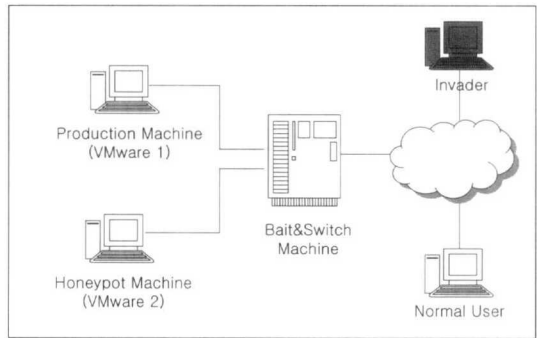 Invader
Production Machine
(VMware 1)
Bait&Switch
Machine
Honeypot Machine
(VMware 2)
Normal User